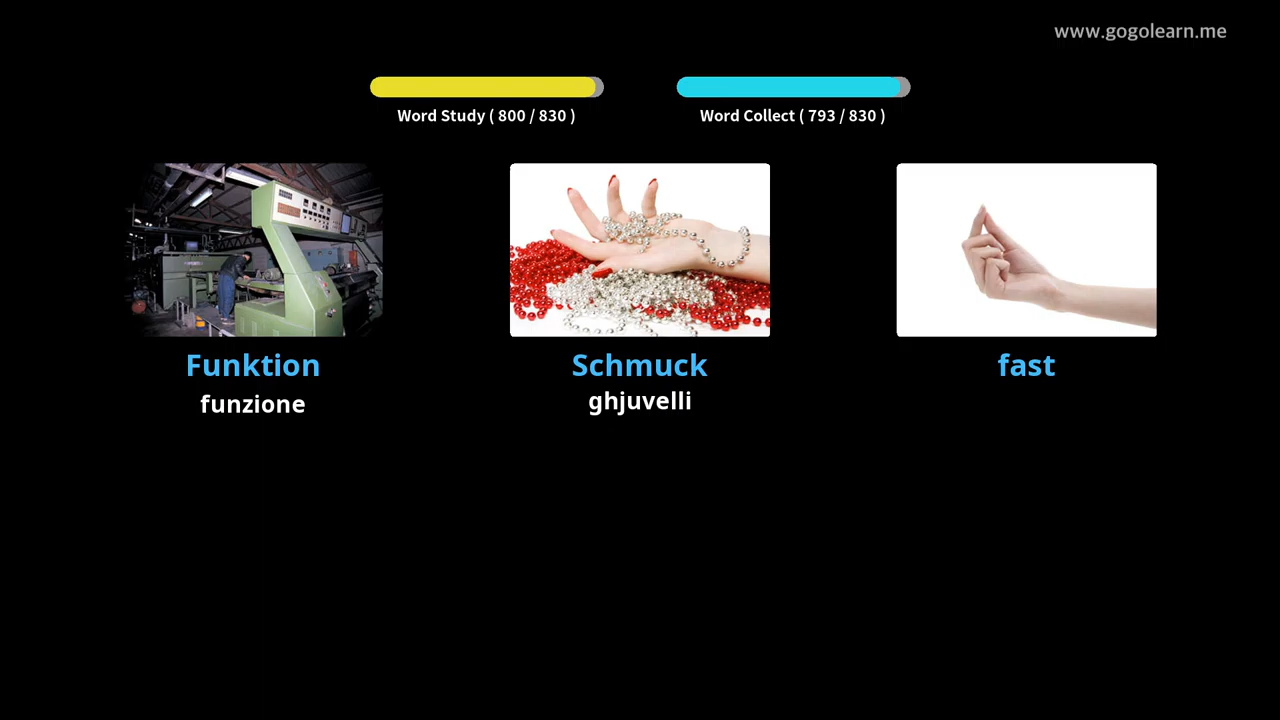 www.gogolearn.me
Word Study ( 800 / 830 )
Word Collect ( 793 / 830 )
Funktion
funzione
Schmuck
ghjuvelli
fast